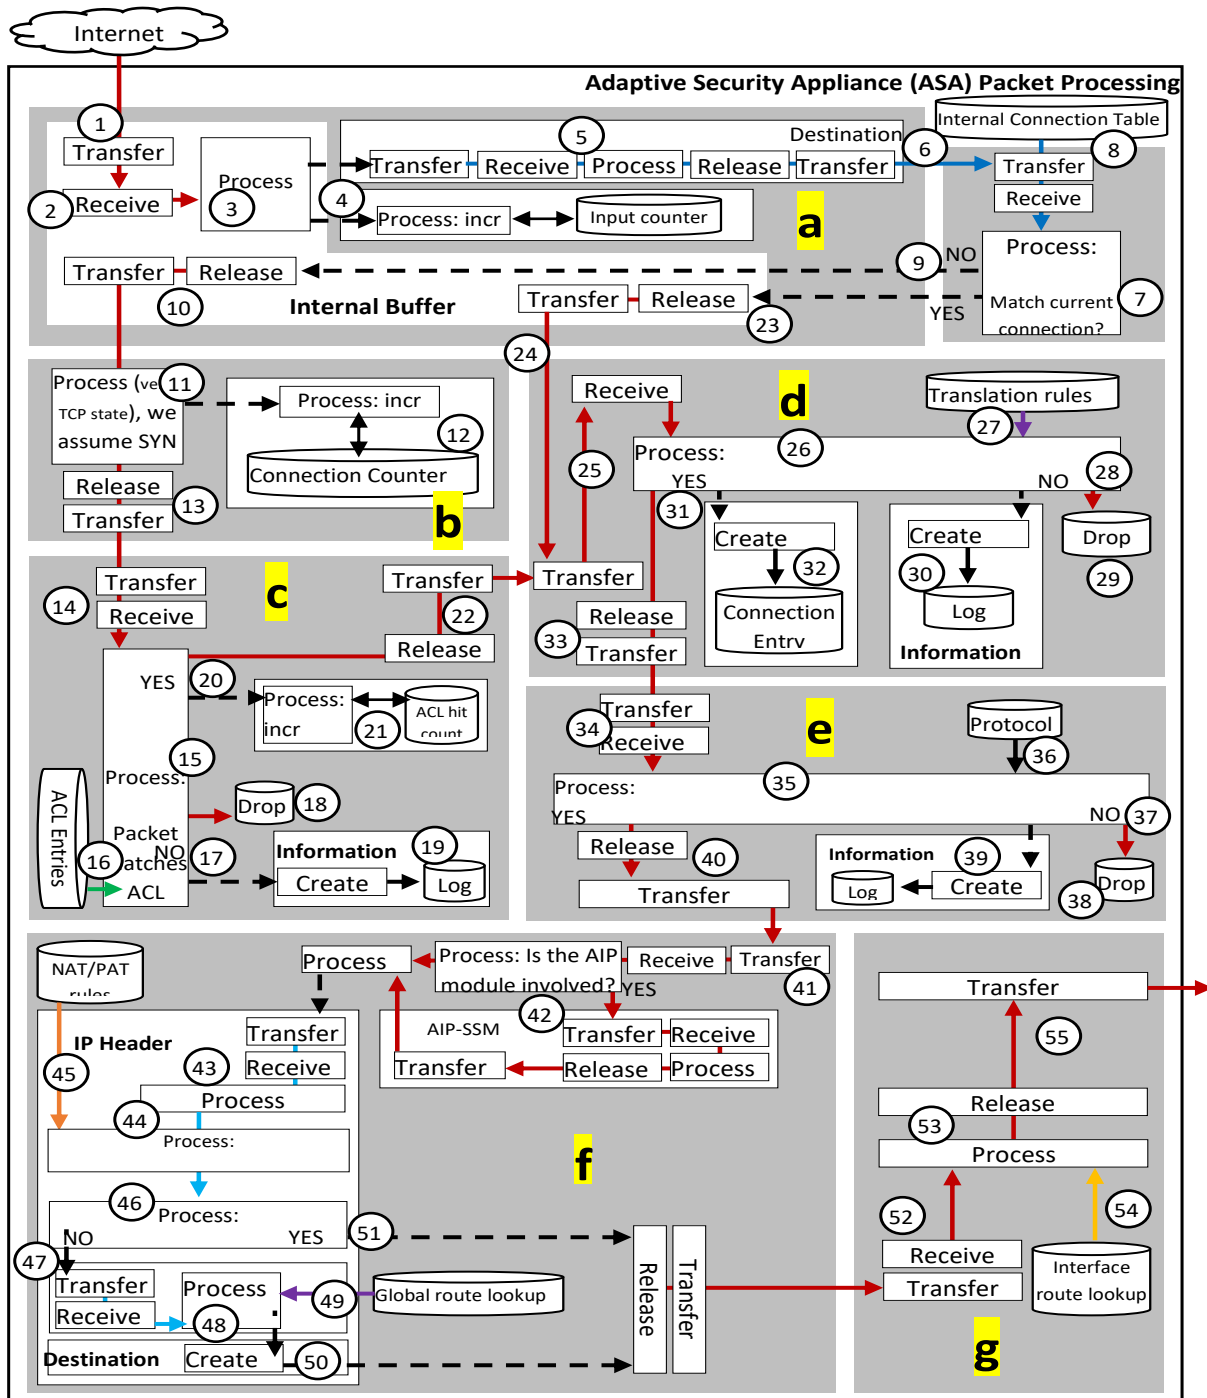 Internet
Adaptive Security Appliance (ASA) Packet Processing
1
Transfer
2
Receive
Process
3
4
5
Destination
Transfer
Receive
Process
Release
Transfer
6
Internal Connection Table
8
Transfer
Receive
Process: incr
Input counter
a
Process:
Match current
connection?
7
9
NO
YES
Transfer
Release
10
Internal Buffer
Transfer
Release
23
24
Process (ve
TCP state), we
assume SYN
11
Process: incr
12
Connection Counter
Release
Transfer
13
b
d
Receive
Translation rules
27
25
Process:
26
YES
NO
28
31
Create
32
Connection
Entry
Create
30
Log
Information
Drop
29
Transfer
Release
33
Transfer
c
14
Transfer
Receive
Transfer
22
Release
YES
20
Process:
incr
21
ACL hit
count
15
Process:
Packet
NO
atches
ACL
ACL Entries
16
17
Drop
18
Information
19
Create
Log
e
Transfer
34
Receive
Protocol
36
35
Process:
YES
NO
37
Release
40
Transfer
Information
39
Log
Create
Drop
38
NAT/PAT
rules
Process
Process: Is the AIP
module involved?
YES
Receive
Transfer
41
42
AIP-SSM
Transfer
Receive
Transfer
Release
Process
IP Header
Transfer
Receive
43
45
Process
44
Process:
f
46
Process:
NO
YES
51
47
Transfer
Receive
Process
48
49
Global route lookup
Destination
Create
50
Release
Transfer
Transfer
55
Release
53
Process
52
54
Receive
Transfer
Interface
route lookup
g